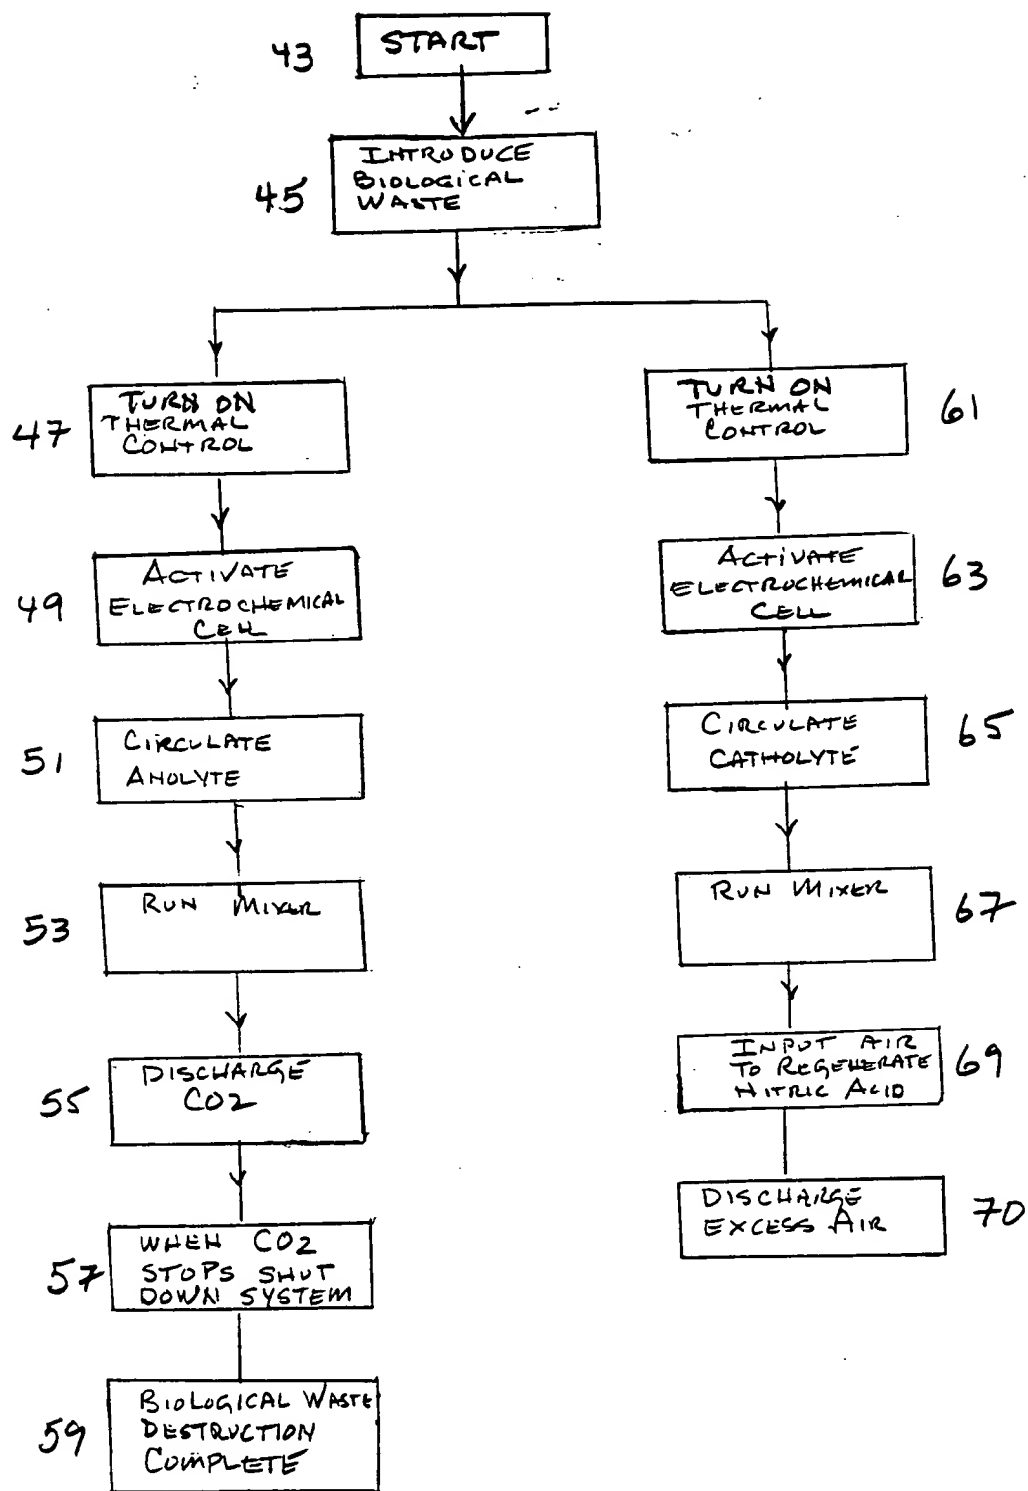 43
START
45
INTRODUCE
BIOLOGICAL
WASTE
47
TURN ON
THERMAL
CONTROL
49
ACTIVATE
ELECTROCHEMICAL
CELL
51
CIRCULATE
ANOLYTE
53
RUN MIXER
55
DISCHARGE
CO2
57
WHEN CO2
STOPS SHUT
DOWN SYSTEM
59
BIOLOGICAL WASTE
DESTRUCTION
COMPLETE
TURN ON
THERMAL
CONTROL
61
ACTIVATE
ELECTROCHEMICAL
CELL
63
CIRCULATE
CATHOLYTE
65
RUN MIXER
67
INPUT AIR
TO REGENERATE
NITRIC ACID
69
DISCHARGE
EXCESS AIR
70